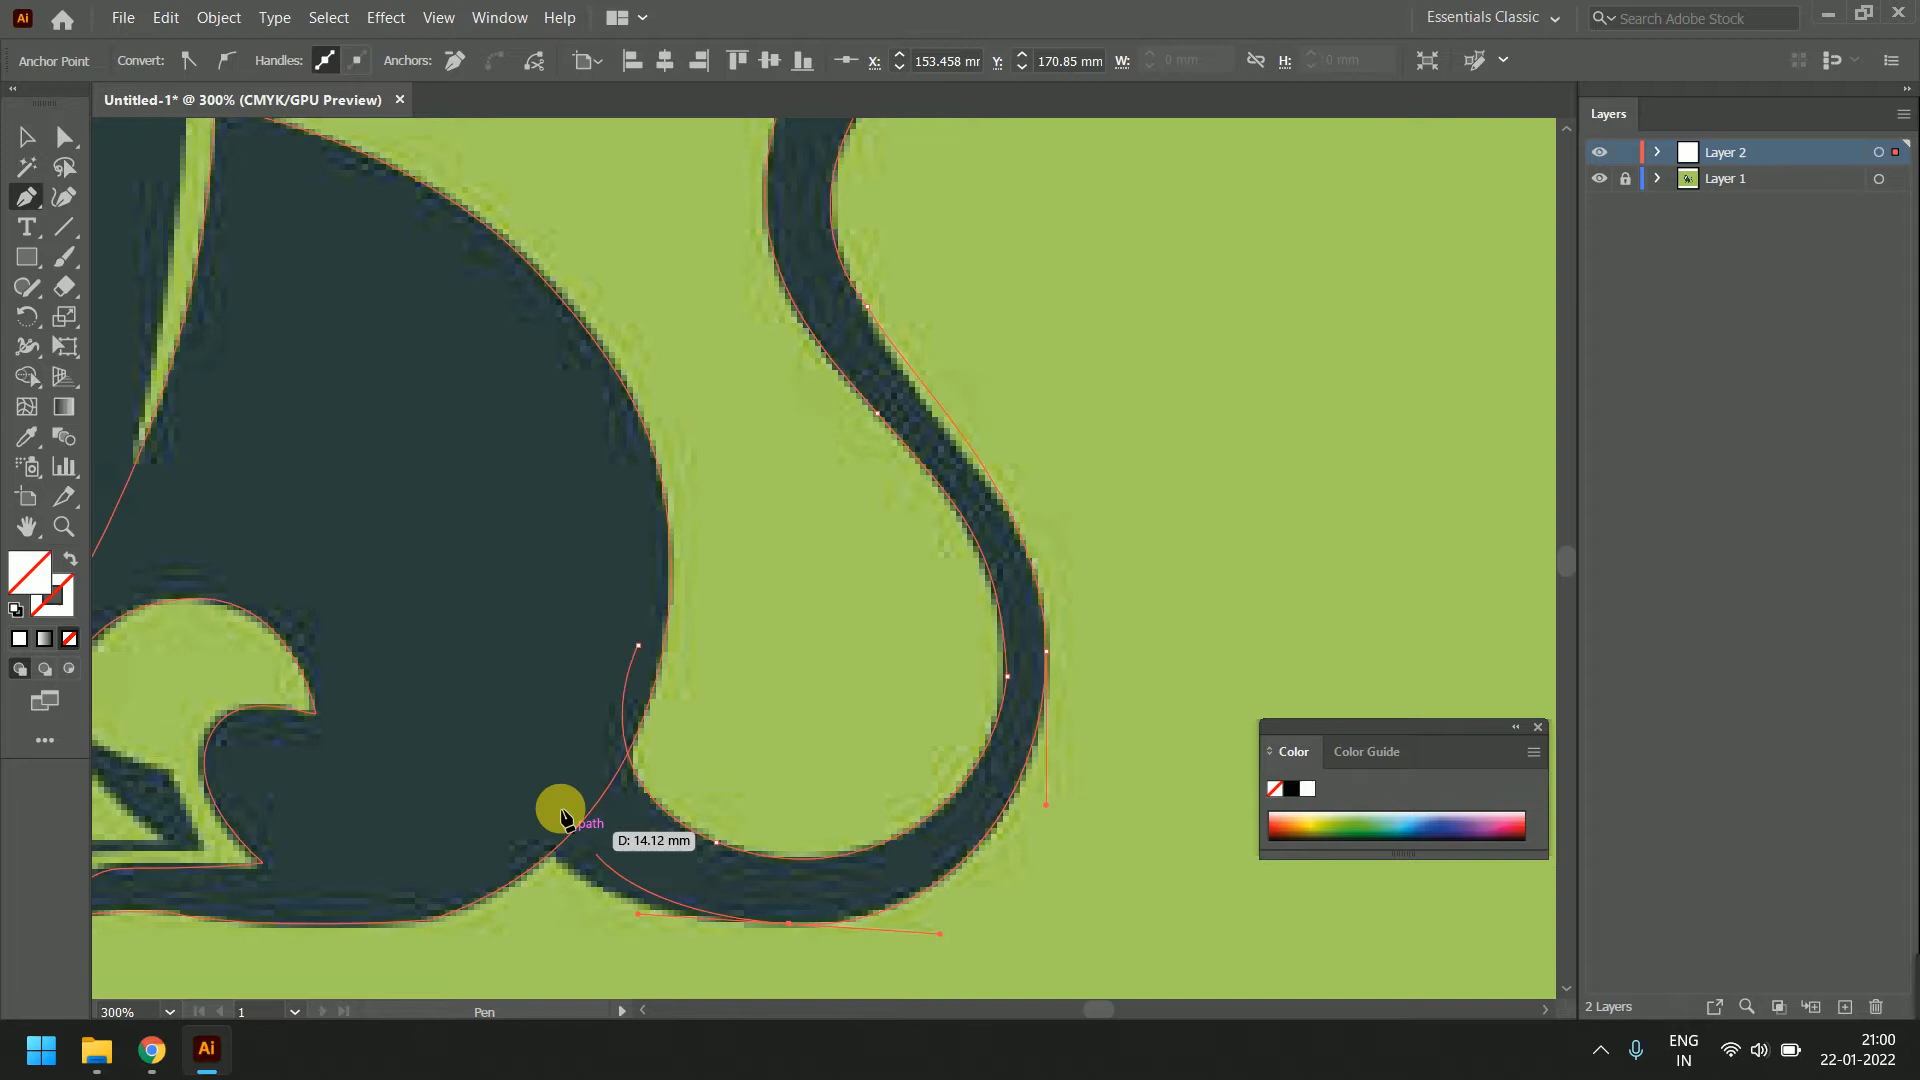 Ai File Edit Object Type Select Effect View Window Help Essentials Classic Search Adobe Stock
Anchor Point Convert: Handles: Anchors: X: 153.458 mm Y: 170.85 mm W: 0 mm H: 0 mm
Untitled-1* @ 300% (CMYK/GPU Preview)
Layers
Layer 2
Layer 1
path
D: 14.12 mm
Color Color Guide
2 Layers
300% 1 Pen
Ai
ENG
IN
21:00
22-01-2022